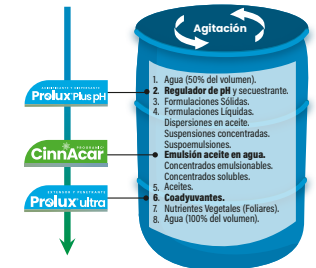 Agitación
Prolux Plus pH
CinnAcar
Prolux ultra
1. Agua (50% del volumen).
2. Regulador de pH y secuestrante.
3. Formulaciones Sólidas.
4. Formulaciones Líquidas.
Dispersiones en aceite.
Suspensiones concentradas.
Suspoemulsiones.
Emulsión aceite en agua.
Concentrados emulsionables.
Concentrados solubles.
5. Aceites.
6. Coadyuvantes.
7. Nutrientes Vegetales (Foliares).
8. Agua (100% del volumen).